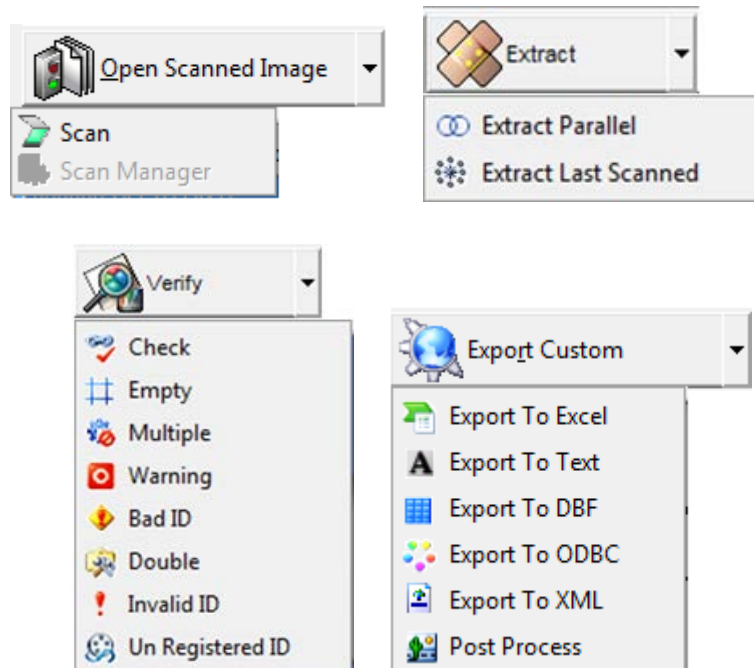 Open Scanned Image
Scan
Scan Manager
Extract
Extract Parallel
Extract Last Scanned
Verify
Check
Empty
Multiple
Warning
Bad ID
Double
Invalid ID
Un Registered ID
Export Custom
Export To Excel
Export To Text
Export To DBF
Export To ODBC
Export To XML
Post Process